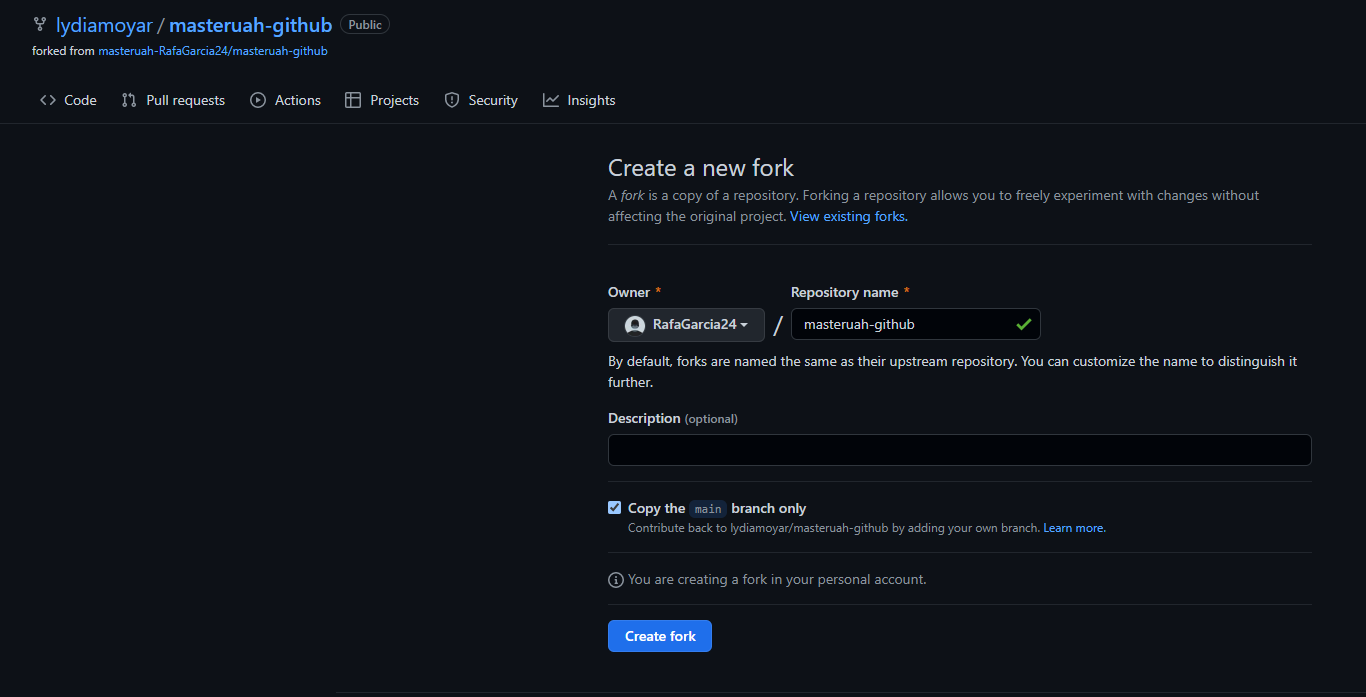 lydiamoyar / masteruah-github Public
forked from masteruah-RafaGarcia24/masteruah-github
Code Pull requests Actions Projects Security Insights
Create a new fork
A fork is a copy of a repository. Forking a repository allows you to freely experiment with changes without
affecting the original project. View existing forks.
Owner * Repository name *
RafaGarcia24 / masteruah-github
By default, forks are named the same as their upstream repository. You can customize the name to distinguish it
further.
Description (optional)
Copy the main branch only
Contribute back to lydiamoyar/masteruah-github by adding your own branch. Learn more.
You are creating a fork in your personal account.
Create fork